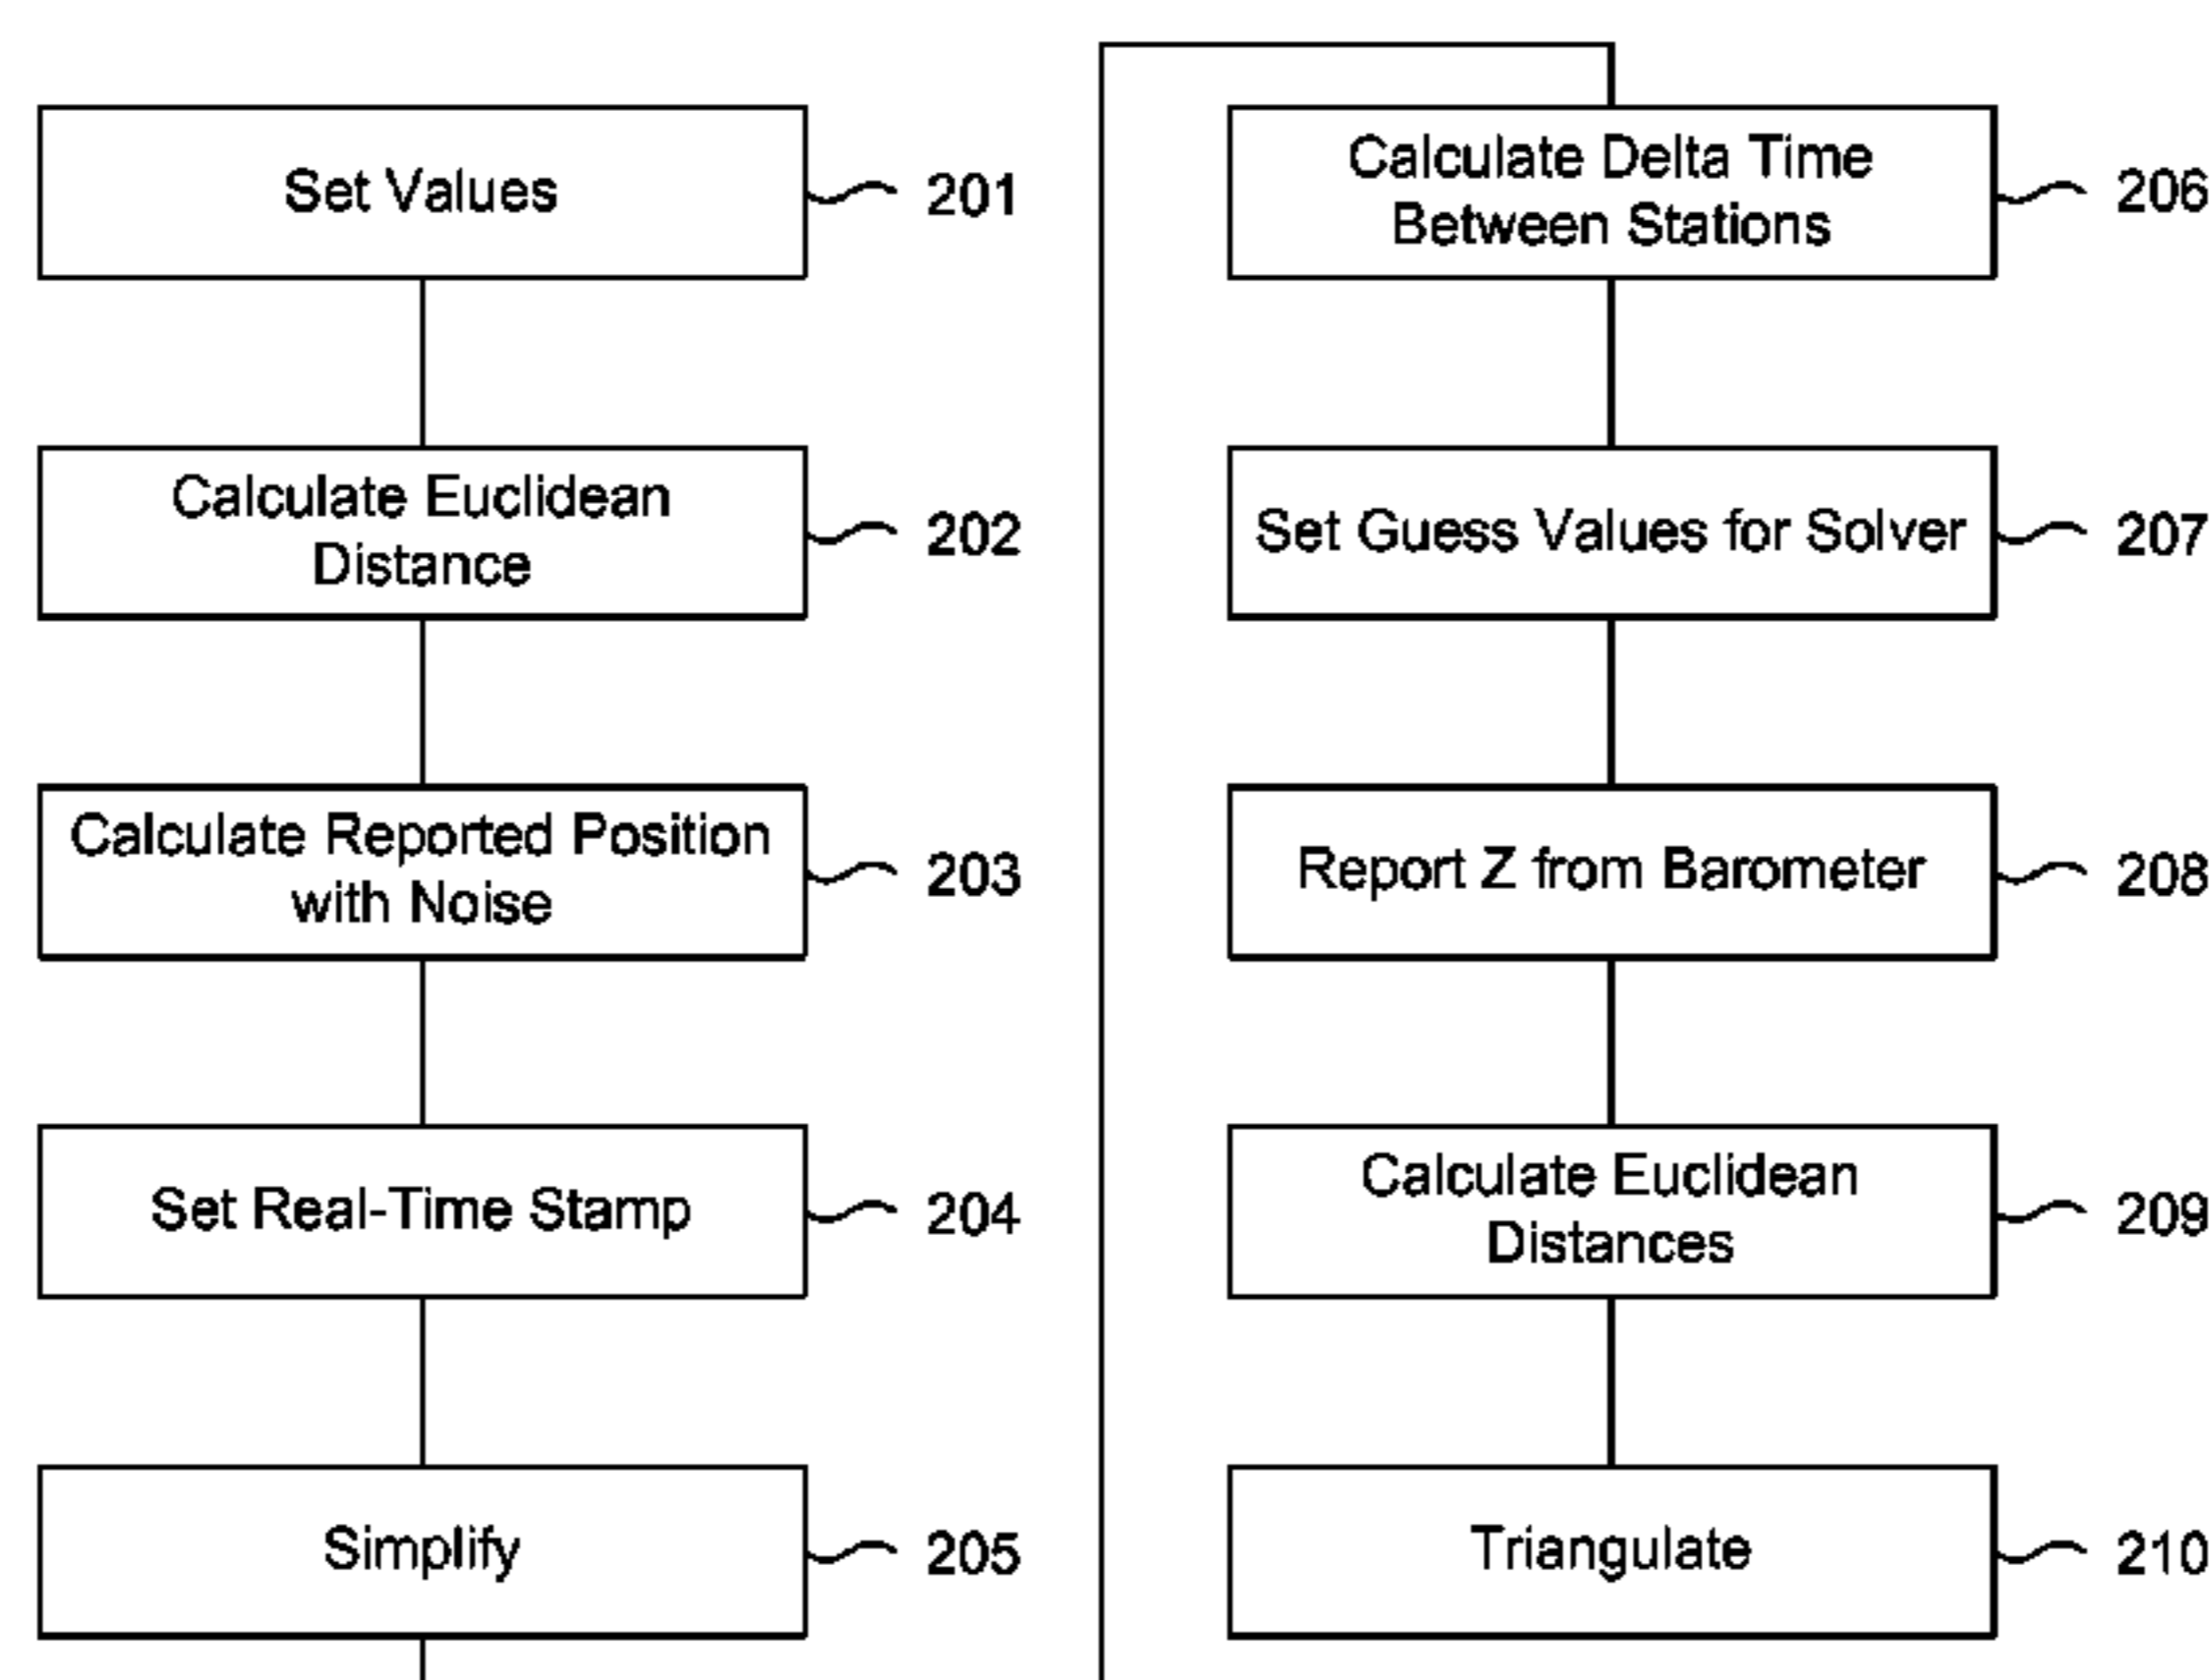 Set Values
201
Calculate Euclidean
Distance
202
Calculate Reported Position
with Noise
203
Set Real-Time Stamp
204
Simplify
205
Calculate Delta Time
Between Stations
206
Set Guess Values for Solver
207
Report Z from Barometer
208
Calculate Euclidean
Distances
209
Triangulate
210